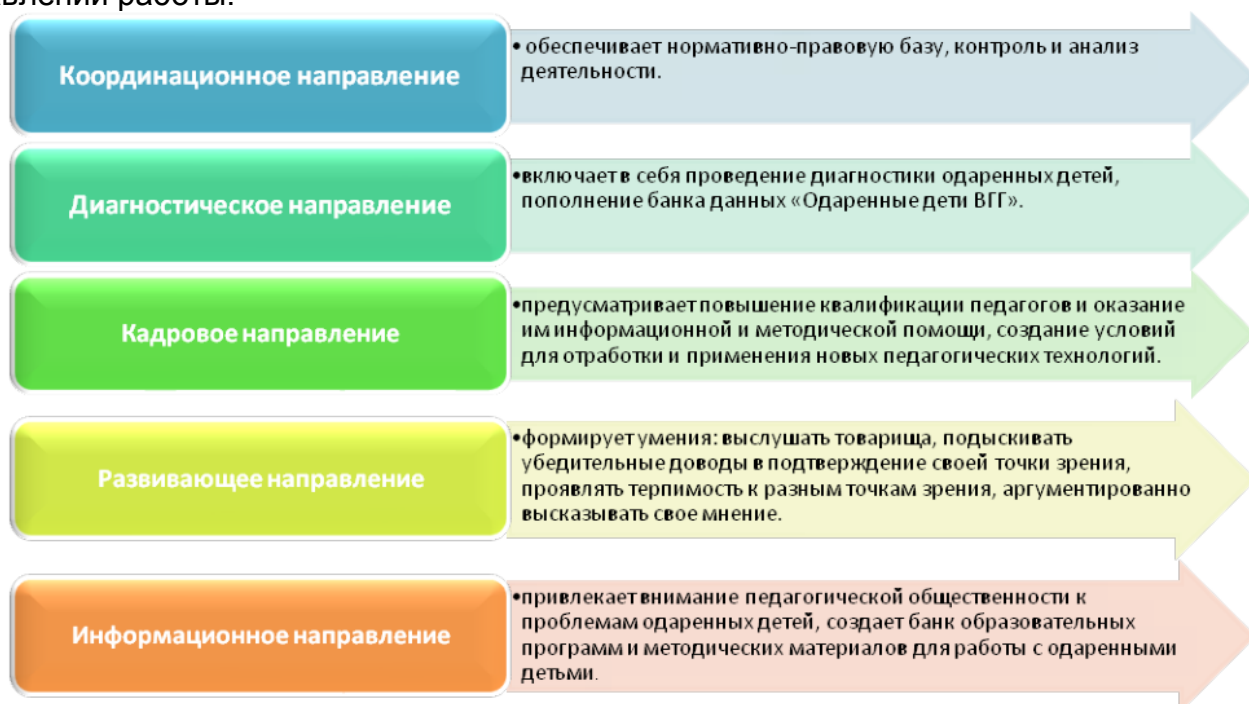 влений работы.
Координационное направление
• обеспечивает нормативно-правовую базу, контроль и анализ
деятельности.
Диагностическое направление
•включает в себя проведение диагностики одаренных детей,
пополнение банка данных «Одаренные дети ВГГ».
Кадровое направление
•предусматривает повышение квалификации педагогов и оказание
им информационной и методической помощи, создание условий
для отработки и применения новых педагогических технологий.
Развивающее направление
•формирует умения: выслушать товарища, подыскивать
убедительные доводы в подтверждение своей точки зрения,
проявлять терпимость к разным точкам зрения, аргументированно
высказывать свое мнение.
Информационное направление
•привлекает внимание педагогической общественности к
проблемам одаренных детей, создает банк образовательных
программ и методических материалов для работы с одаренными
детьми.